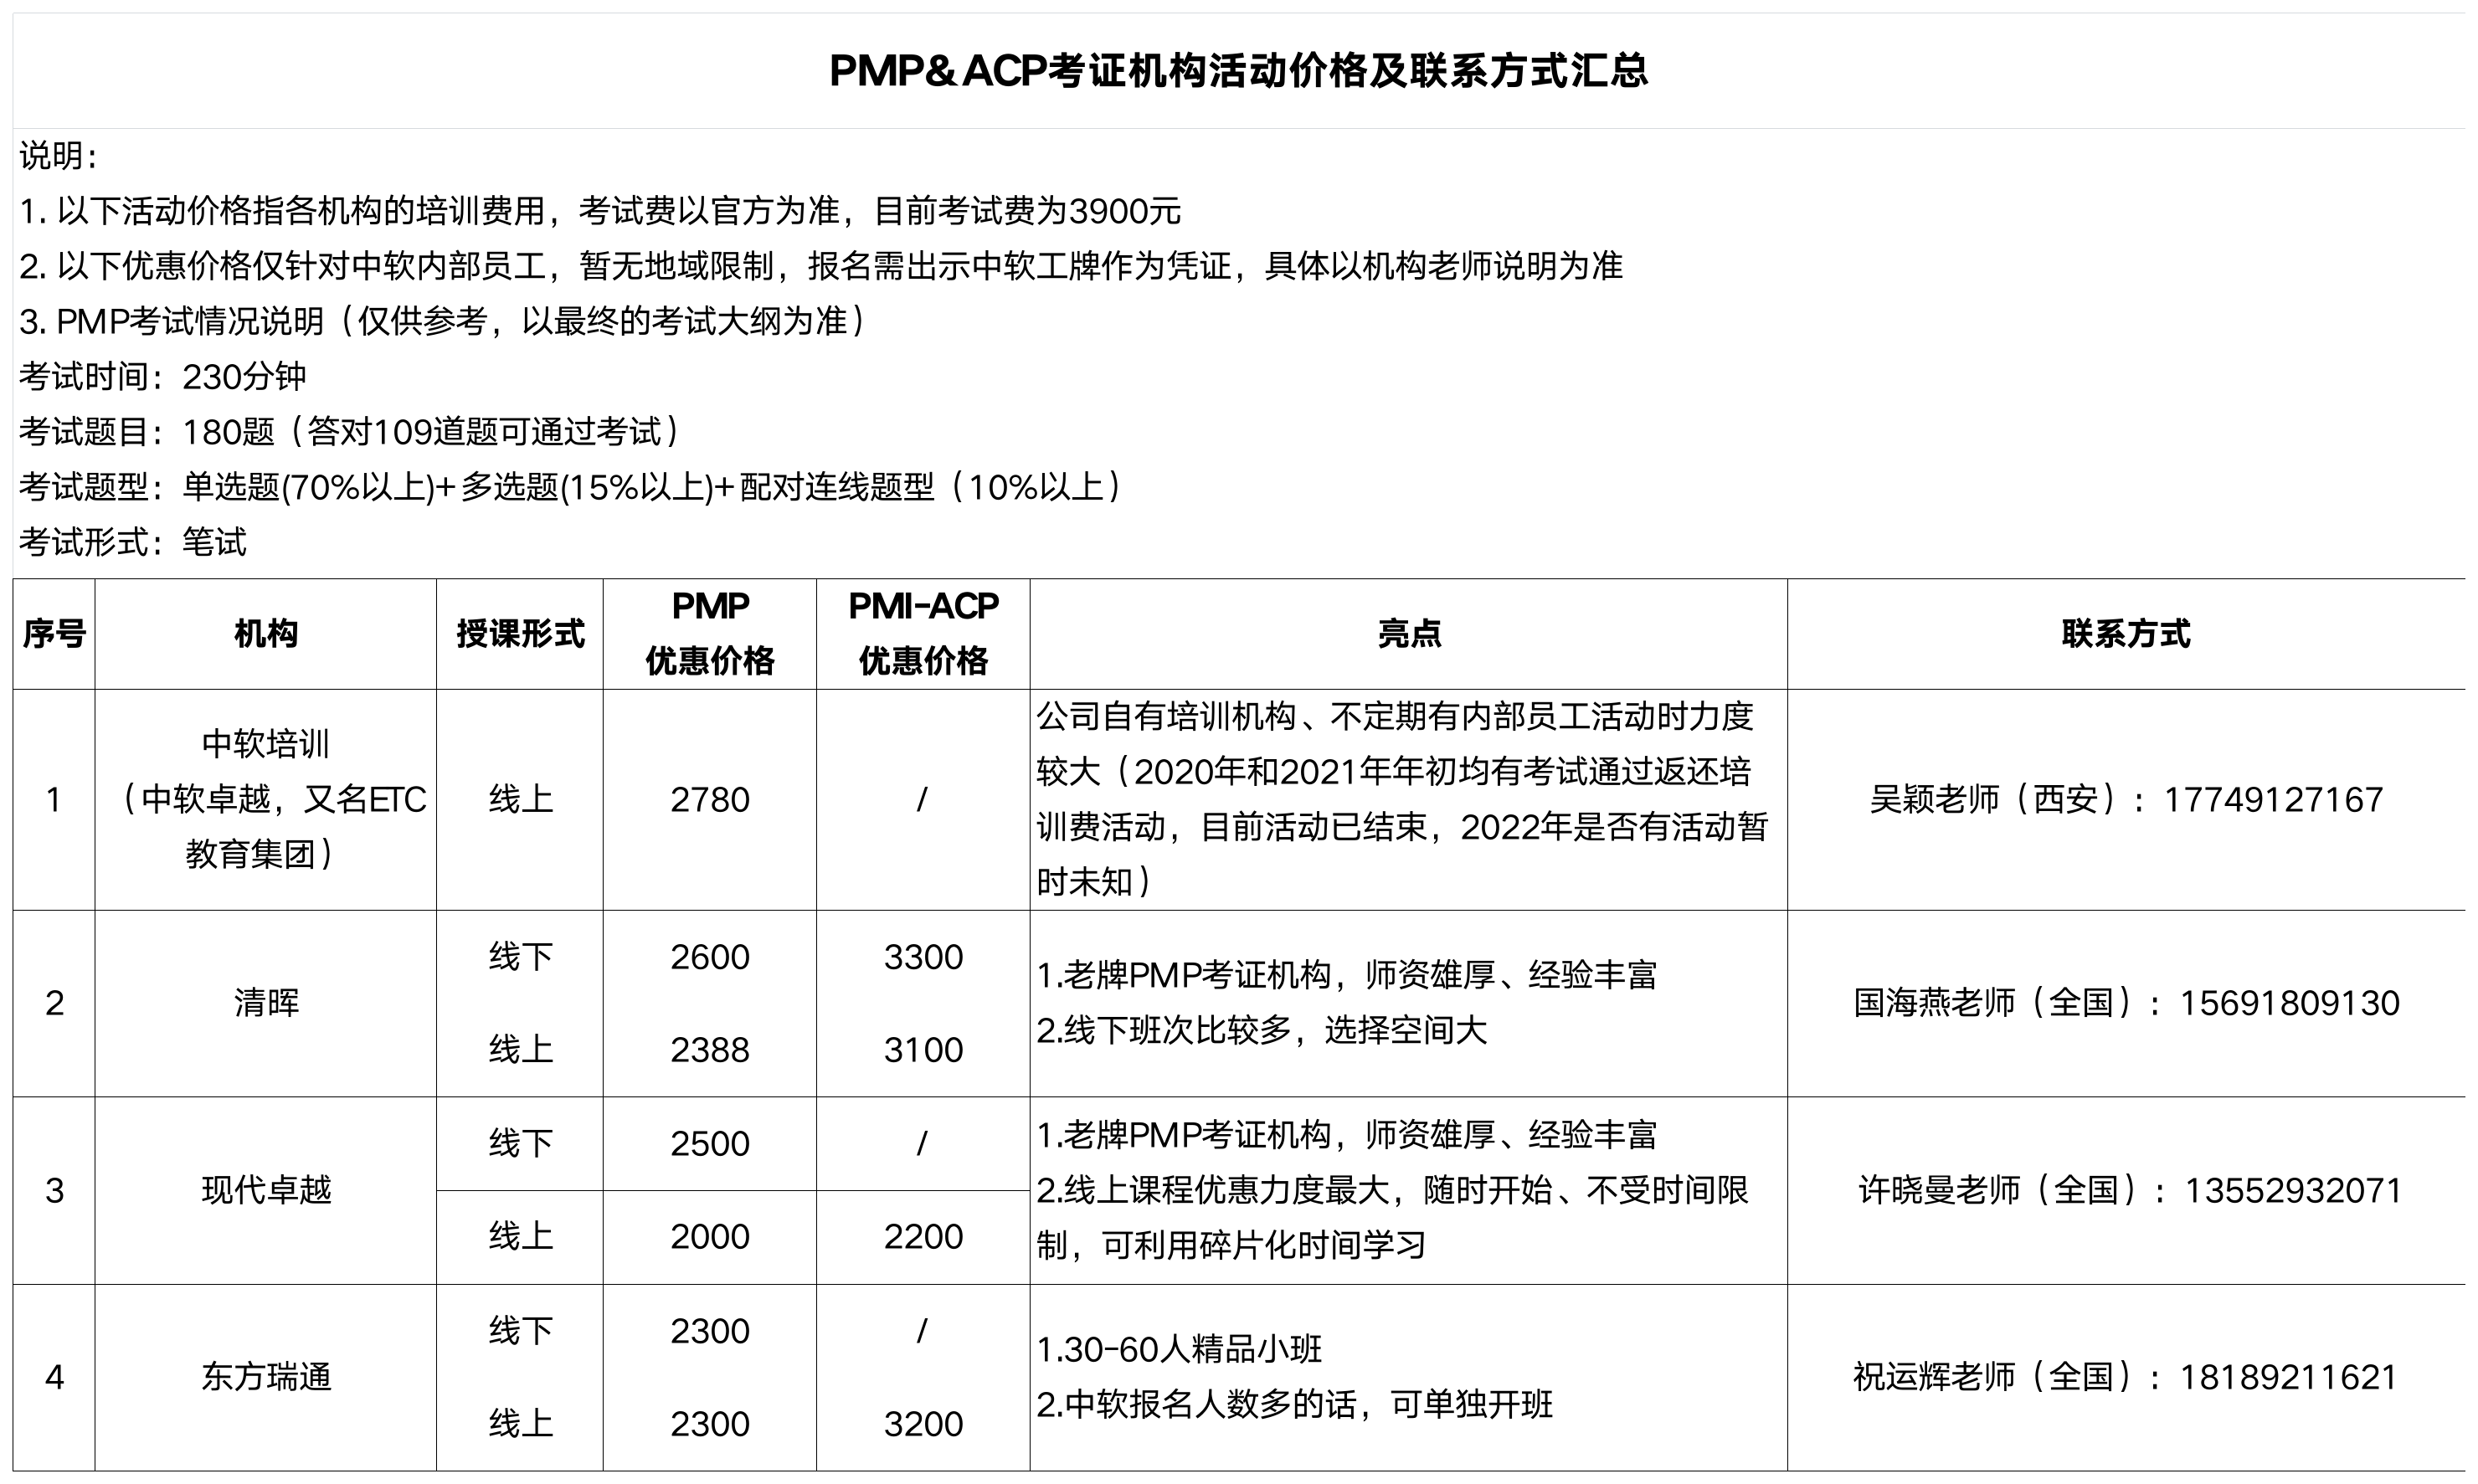 PMP&ACP考证机构活动价格及联系方式汇总
说明：
1. 以下活动价格指各机构的培训费用，考试费以官方为准，目前考试费为3900元
2. 以下优惠价格仅针对中软内部员工，暂无地域限制，报名需出示中软工牌作为凭证，具体以机构老师说明为准
3. PMP考试情况说明（仅供参考，以最终的考试大纲为准）
考试时间：230分钟
考试题目：180题（答对109道题可通过考试）
考试题型：单选题(70%以上)+多选题(15%以上)+配对连线题型（10%以上）
考试形式：笔试
序号 机构 授课形式 PMP 优惠价格 PMI-ACP 优惠价格 亮点 联系方式
1
中软培训
（中软卓越，又名ETC
教育集团）
线上 2780 /
公司自有培训机构、不定期有内部员工活动时力度
较大（2020年和2021年年初均有考试通过返还培
训费活动，目前活动已结束，2022年是否有活动暂
时未知）
吴颖老师（西安）：17749127167
2
清晖
线下 2600 3300
线上 2388 3100
1.老牌PMP考证机构，师资雄厚、经验丰富
2.线下班次比较多，选择空间大
国海燕老师（全国）：15691809130
3
现代卓越
线下 2500 /
线上 2000 2200
1.老牌PMP考证机构，师资雄厚、经验丰富
2.线上课程优惠力度最大，随时开始、不受时间限
制，可利用碎片化时间学习
许晓曼老师（全国）：13552932071
4
东方瑞通
线下 2300 /
线上 2300 3200
1.30-60人精品小班
2.中软报名人数多的话，可单独开班
祝运辉老师（全国）：18189211621